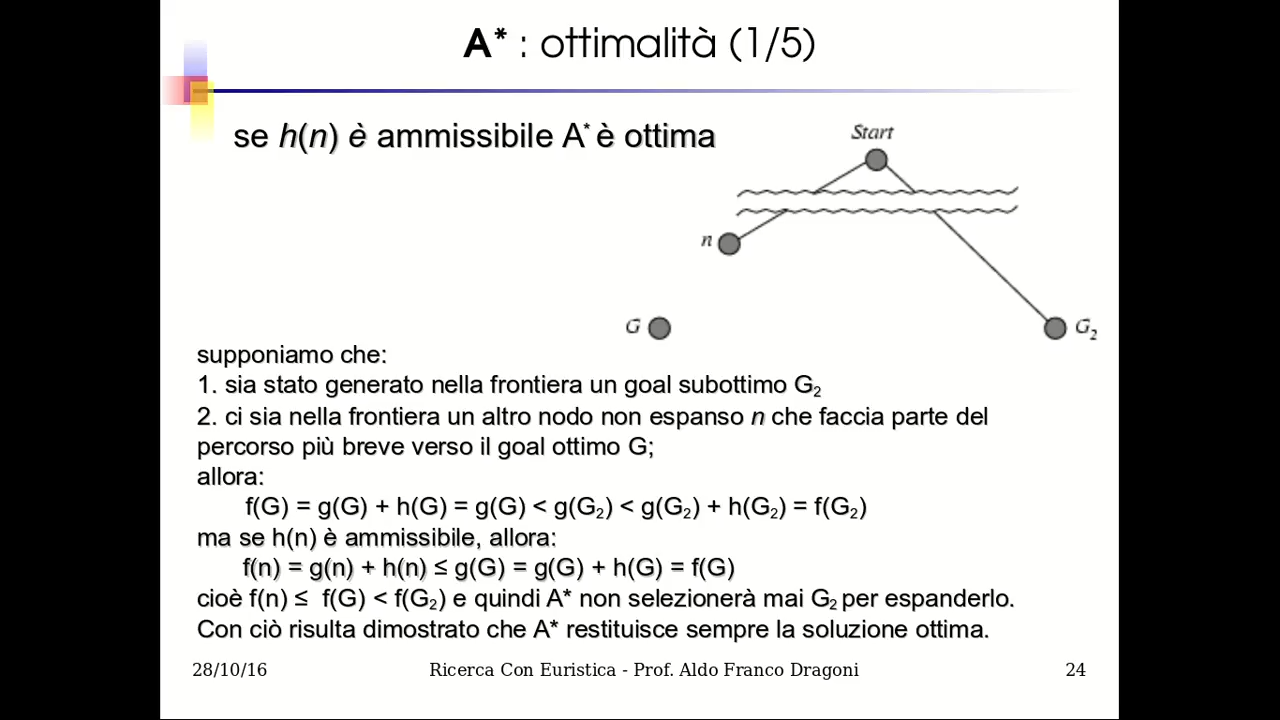 A* : ottimalità (1/5)
se h(n) è ammissibile A* è ottima
Start
n
G
G2
supponiamo che:
1. sia stato generato nella frontiera un goal subottimo G2
2. ci sia nella frontiera un altro nodo non espanso n che faccia parte del
percorso più breve verso il goal ottimo G;
allora:
f(G) = g(G) + h(G) = g(G) < g(G2) < g(G2) + h(G2) = f(G2)
ma se h(n) è ammissibile, allora:
f(n) = g(n) + h(n) ≤ g(G) = g(G) + h(G) = f(G)
cioè f(n) ≤ f(G) < f(G2) e quindi A* non selezionerà mai G2 per espanderlo.
Con ciò risulta dimostrato che A* restituisce sempre la soluzione ottima.
28/10/16 Ricerca Con Euristica - Prof. Aldo Franco Dragoni 24